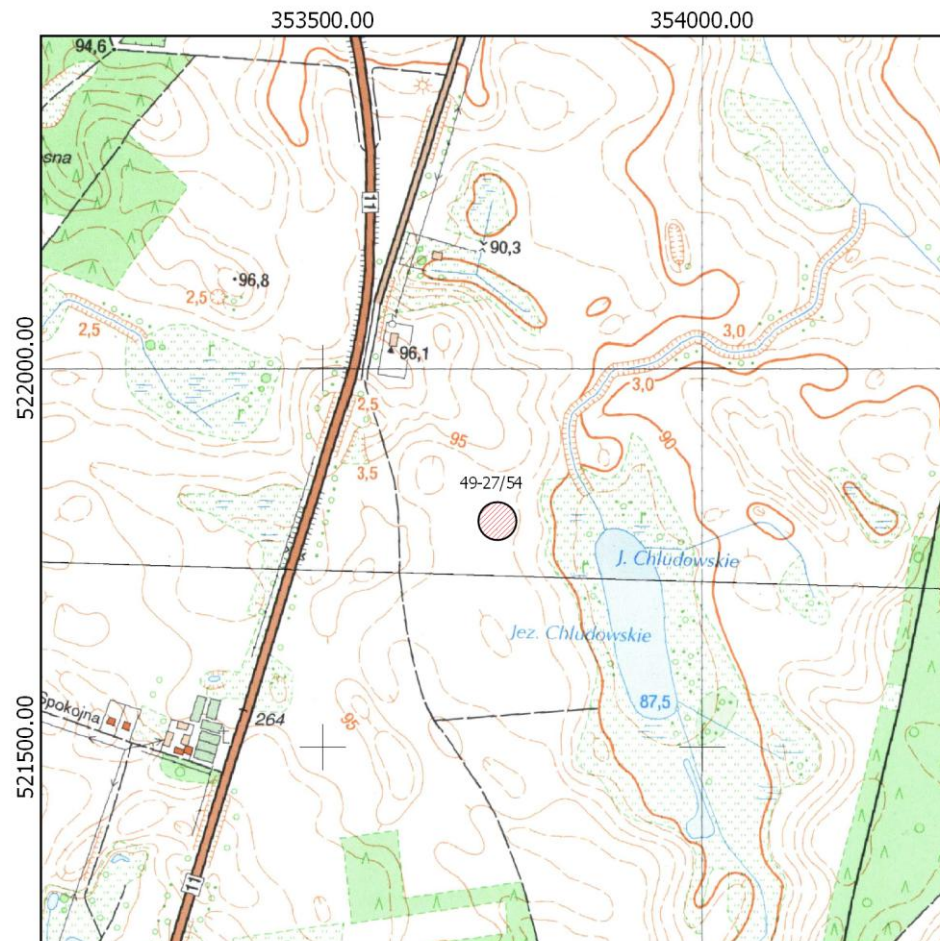 353500.00
354000.00
94,6
sna
11
90,3
96,8
2,5
2,5
3,0
522000.00
96,1
3,0
2,5
95
90
3,5
49-27/54
r
r
r
r
J. Chludowskie
Jez. Chludowskie
87,5
Spokojna
264
95
521500.00
11